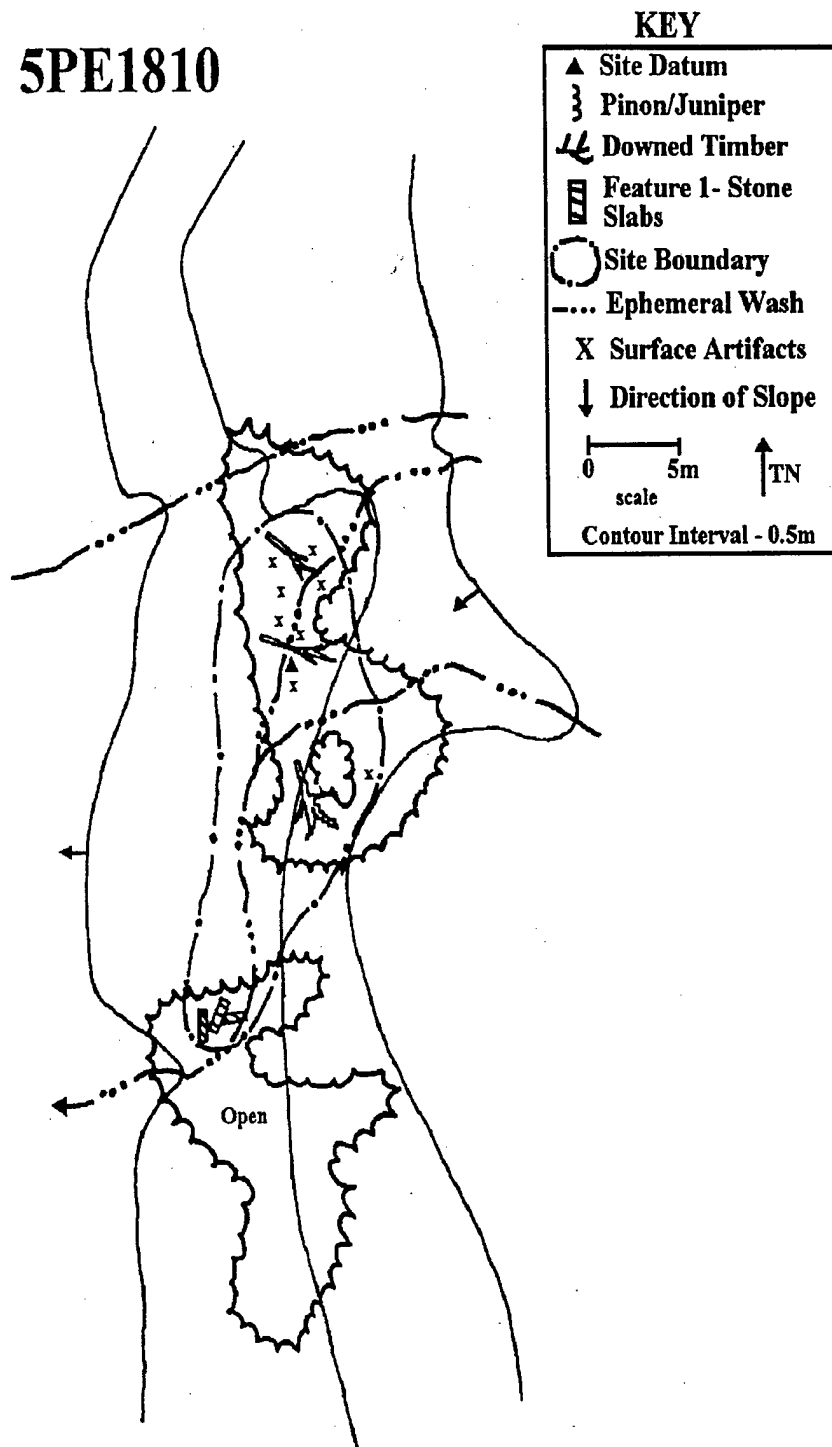 5PE1810
KEY
Site Datum
Pinon/Juniper
Downed Timber
Feature 1- Stone
Slabs
Site Boundary
Ephemeral Wash
X Surface Artifacts
Direction of Slope
0 5m
scale
TN
Contour Interval - 0.5m
x
x
x
x
x
x
x
x
Open